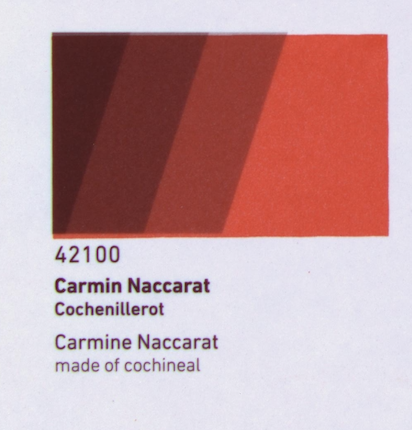 42100
Carmin Naccarat
Cochenillerot
Carmine Naccarat
made of cochineal